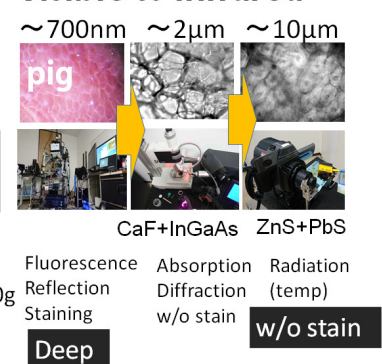 ～700nm ～2μm ～10μm
pig
CaF+InGaAs ZnS+PbS
Fluorescence
Reflection
Staining
Absorption
Diffraction
w/o stain
Radiation
(temp)
w/o stain
Deep